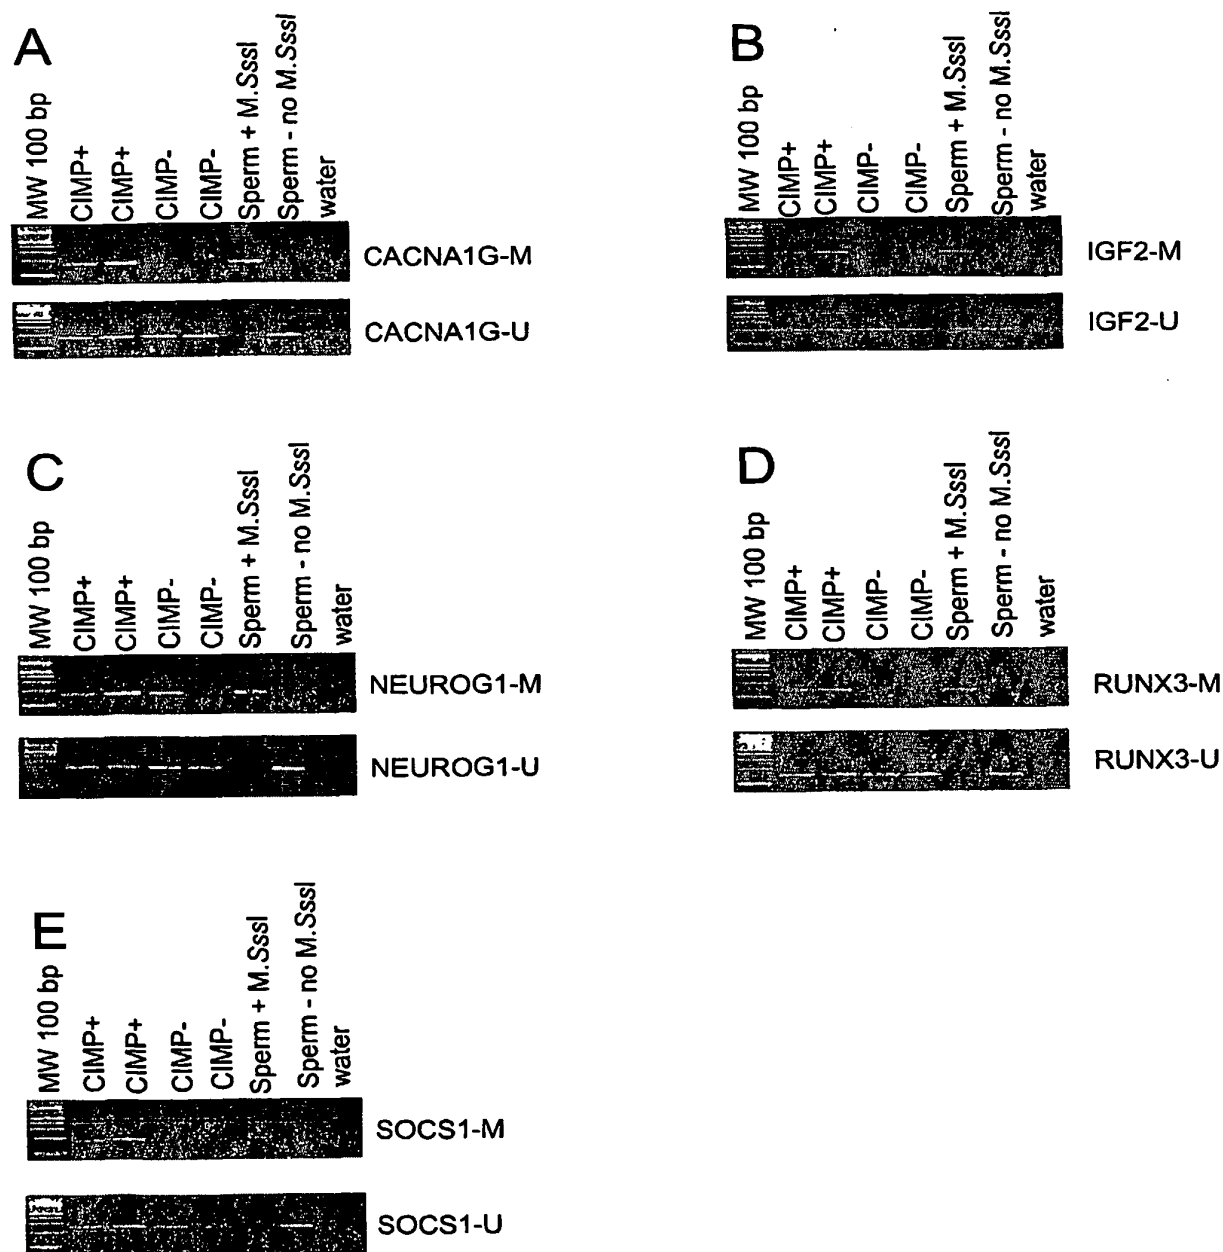 A
MW 100 bp
CIMP+
CIMP+
CIMP-
CIMP-
Sperm + M.SssI
Sperm - no M.SssI
water
CACNA1G-M
CACNA1G-U
B
MW 100 bp
CIMP+
CIMP+
CIMP-
CIMP-
Sperm + M.SssI
Sperm - no M.SssI
water
IGF2-M
IGF2-U
C
MW 100 bp
CIMP+
CIMP+
CIMP-
CIMP-
Sperm + M.SssI
Sperm - no M.SssI
water
NEUROG1-M
NEUROG1-U
D
MW 100 bp
CIMP+
CIMP+
CIMP-
CIMP-
Sperm + M.SssI
Sperm - no M.SssI
water
RUNX3-M
RUNX3-U
E
MW 100 bp
CIMP+
CIMP+
CIMP-
CIMP-
Sperm + M.SssI
Sperm - no M.SssI
water
SOCS1-M
SOCS1-U